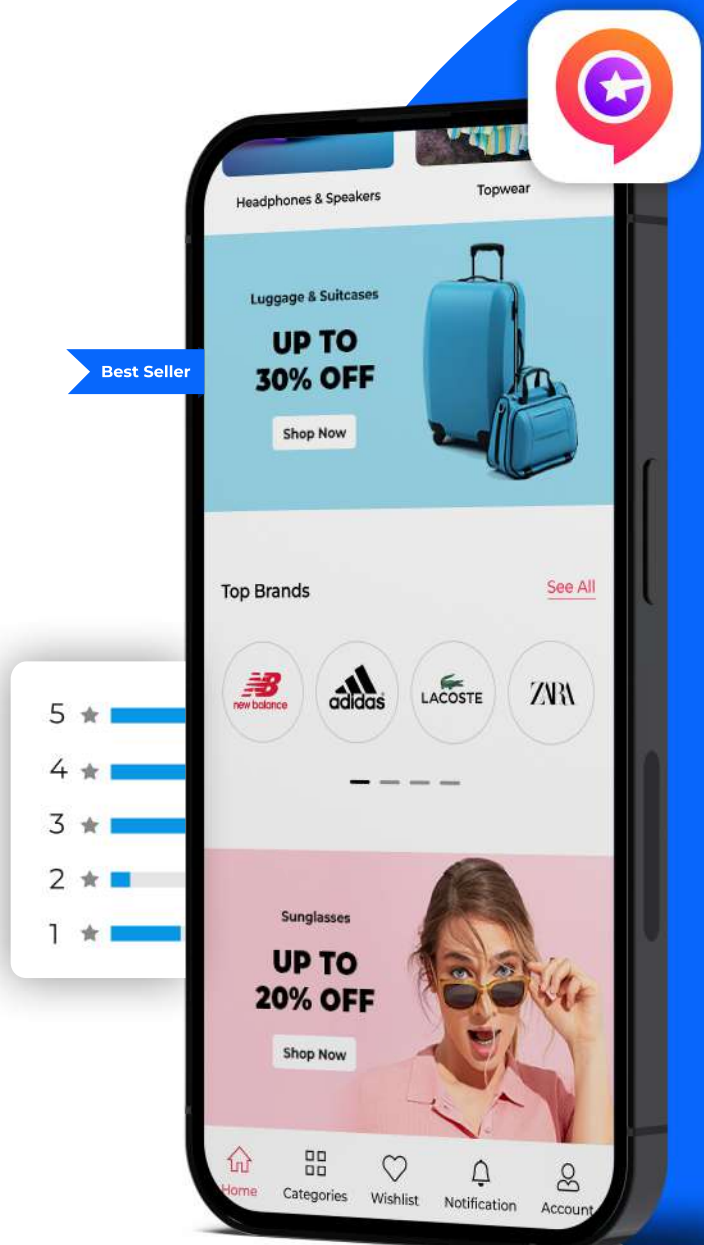 Headphones & Speakers
Topwear
Luggage & Suitcases
UP TO
30% OFF
Shop Now
Best Seller
Top Brands
See All
new balance
adidas
LACOSTE
ZARA
5
4
3
2
1
Sunglasses
UP TO
20% OFF
Shop Now
Home
Categories
Wishlist
Notification
Account